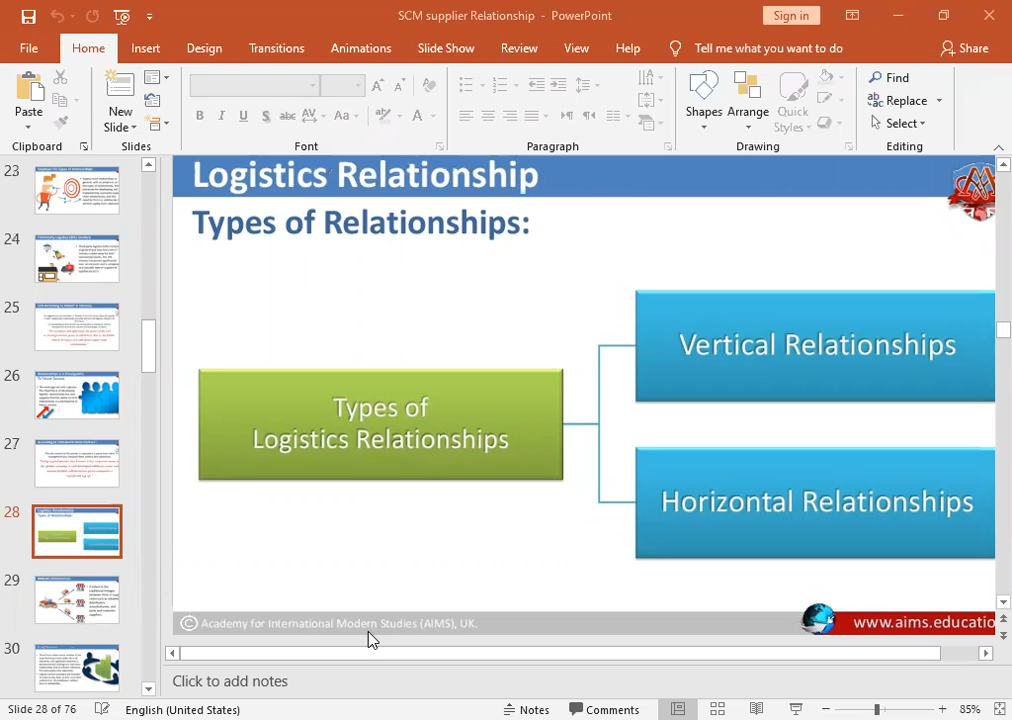 SCM supplier Relationship - PowerPoint
Sign in
File Home Insert Design Transitions Animations Slide Show Review View Help Tell me what you want to do Share
Paste
New Slide
B I U S abc AV Aa A
Shapes Arrange Quick Styles
Find
Replace
Select
Clipboard Slides Font Paragraph Drawing Editing
23
24
25
26
27
28
29
30
Logistics Relationship
Types of Relationships:
Types of
Logistics Relationships
Vertical Relationships
Horizontal Relationships
© Academy for International Modern Studies (AIMS), UK.
www.aims.educatio
Click to add notes
Slide 28 of 76 English (United States) Notes Comments 85%